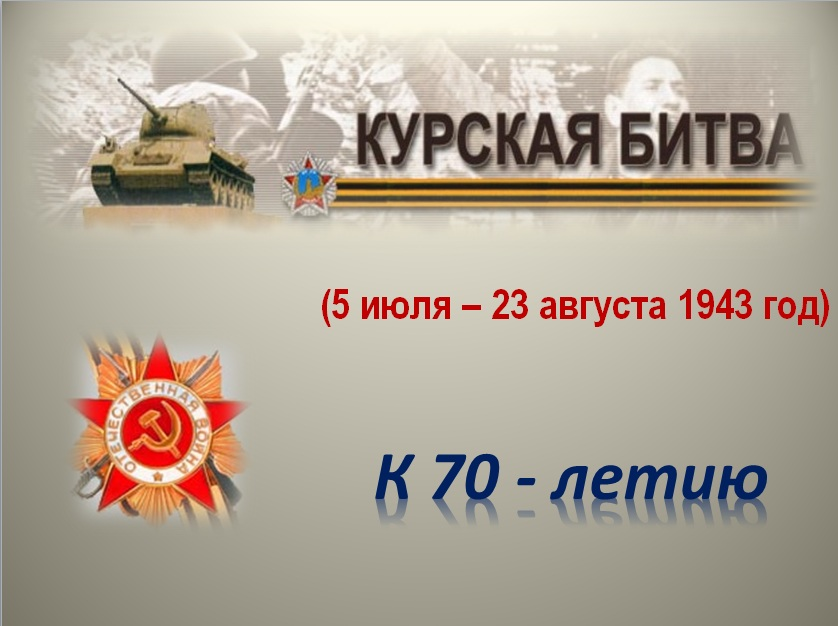 КУРСКАЯ БИТВА
(5 июля – 23 августа 1943 год)
ОТЕЧЕСТВЕННАЯ ВОЙНА
К 70 - летию